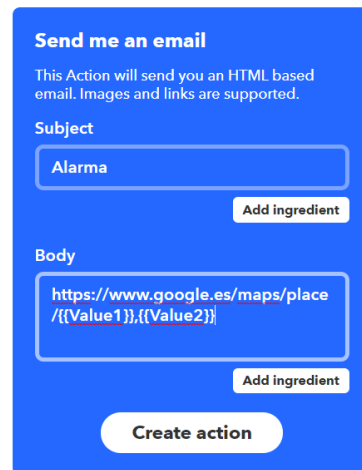 Send me an email
This Action will send you an HTML based
email. Images and links are supported.
Subject
Alarma
Add ingredient
Body
https://www.google.es/maps/place
/{{Value1}},{{Value2}}
Add ingredient
Create action